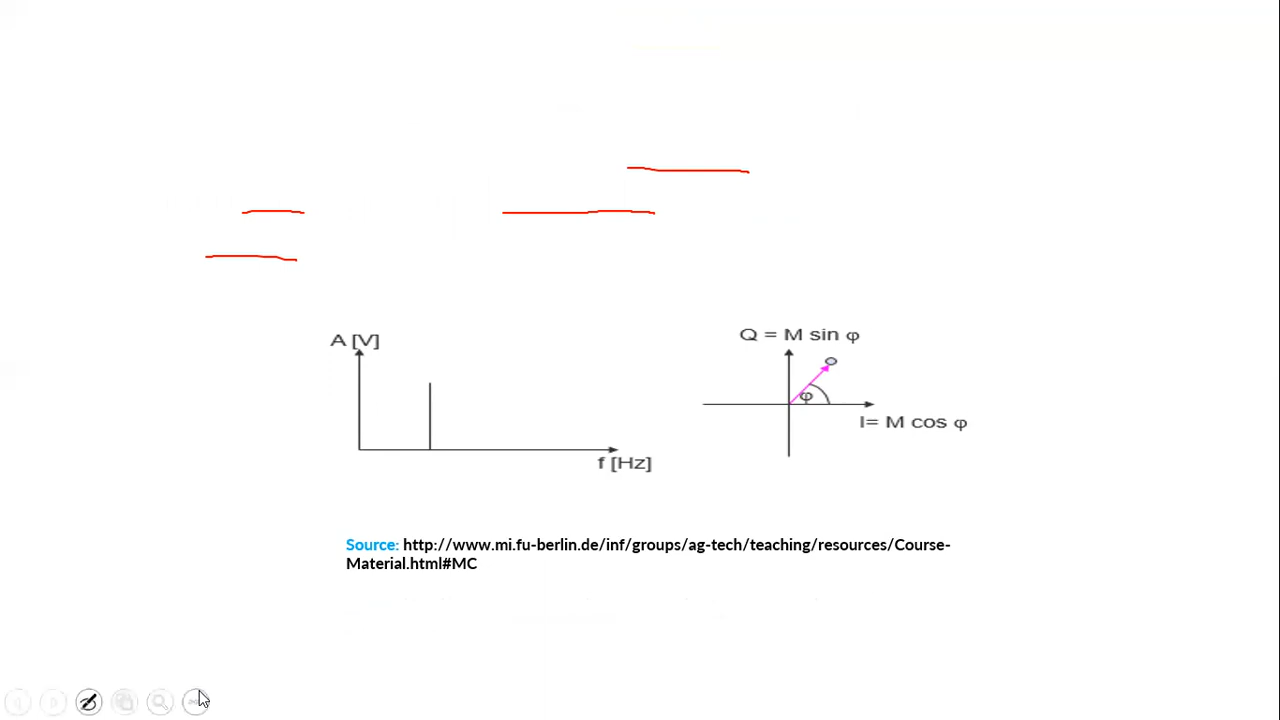 A [V]
f [Hz]
Q = M sin φ
φ
I= M cos φ
Source: http://www.mi.fu-berlin.de/inf/groups/ag-tech/teaching/resources/Course-
Material.html#MC